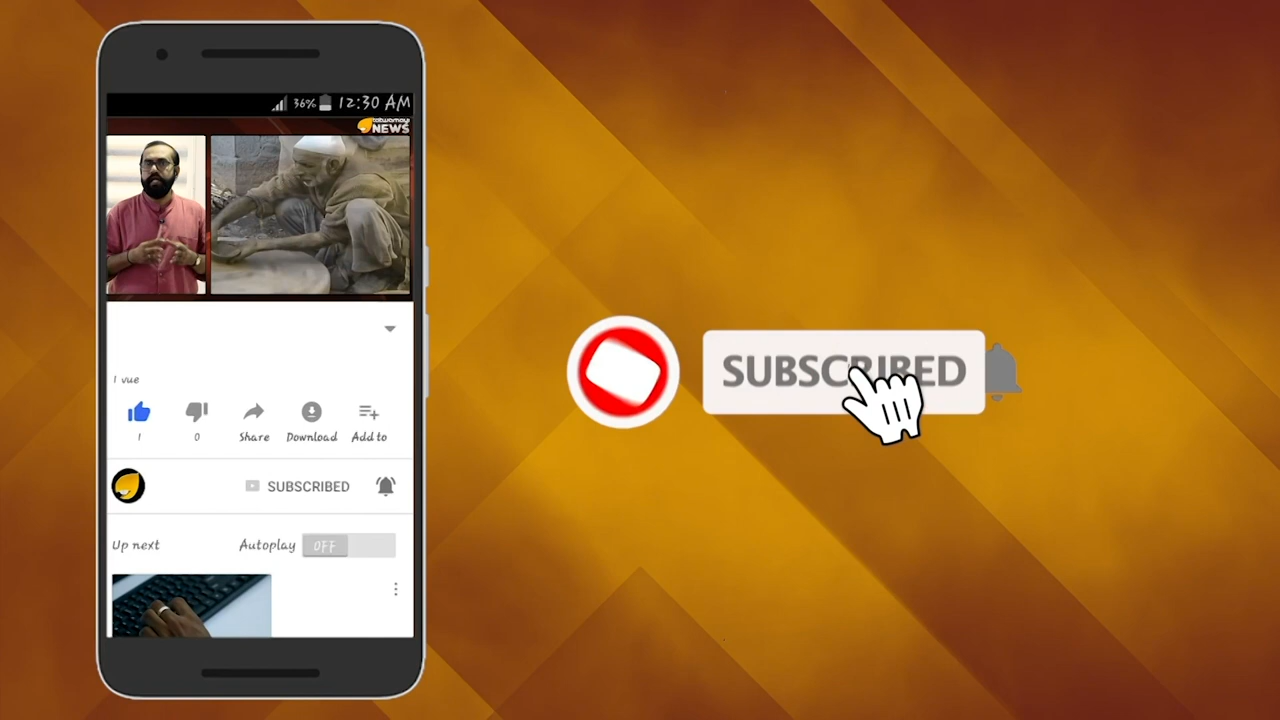 36% 12:30 AM
tatwamayi
NEWS
1 vue
1
0
Share
Download
Add to
SUBSCRIBED
Up next
Autoplay
OFF
SUBSCRIBED